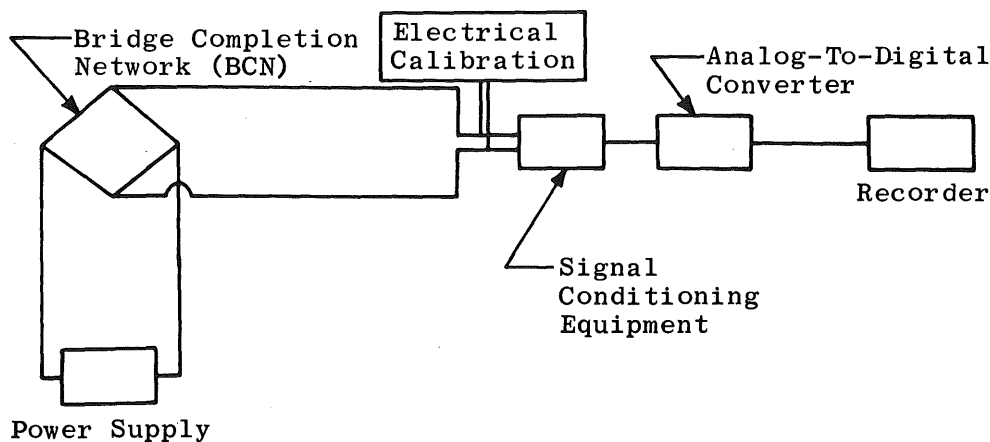 Bridge Completion
Network (BCN)
Electrical
Calibration
Analog-To-Digital
Converter
Recorder
Signal
Conditioning
Equipment
Power Supply